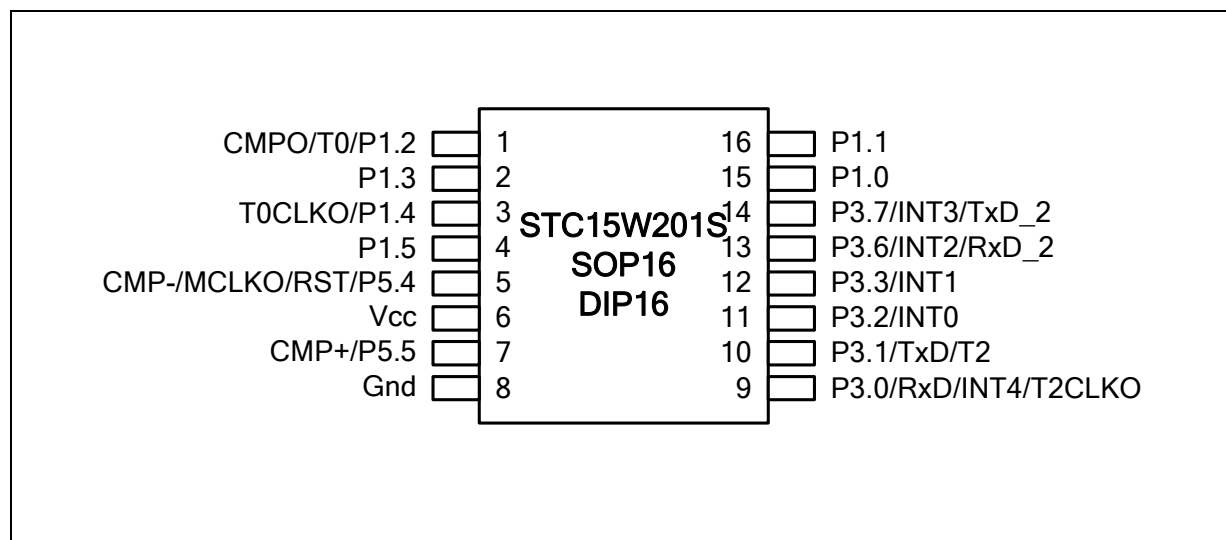 CMPO/T0/P1.2 1 16 P1.1
P1.3 2 15 P1.0
T0CLKO/P1.4 3 14 P3.7/INT3/TxD_2
STC15W201S
P1.5 4 13 P3.6/INT2/RxD_2
SOP16
CMP-/MCLKO/RST/P5.4 5 12 P3.3/INT1
DIP16
Vcc 6 11 P3.2/INT0
CMP+/P5.5 7 10 P3.1/TxD/T2
Gnd 8 9 P3.0/RxD/INT4/T2CLKO